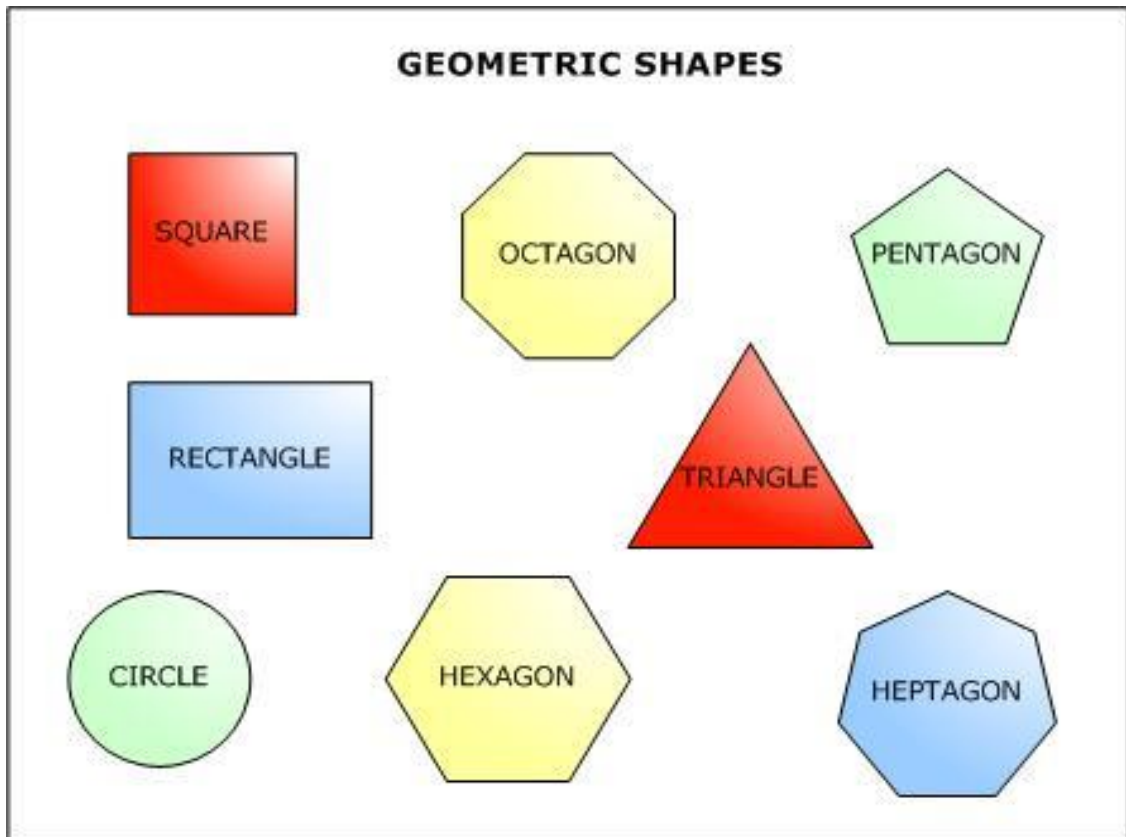 GEOMETRIC SHAPES
SQUARE
OCTAGON
PENTAGON
RECTANGLE
TRIANGLE
CIRCLE
HEXAGON
HEPTAGON